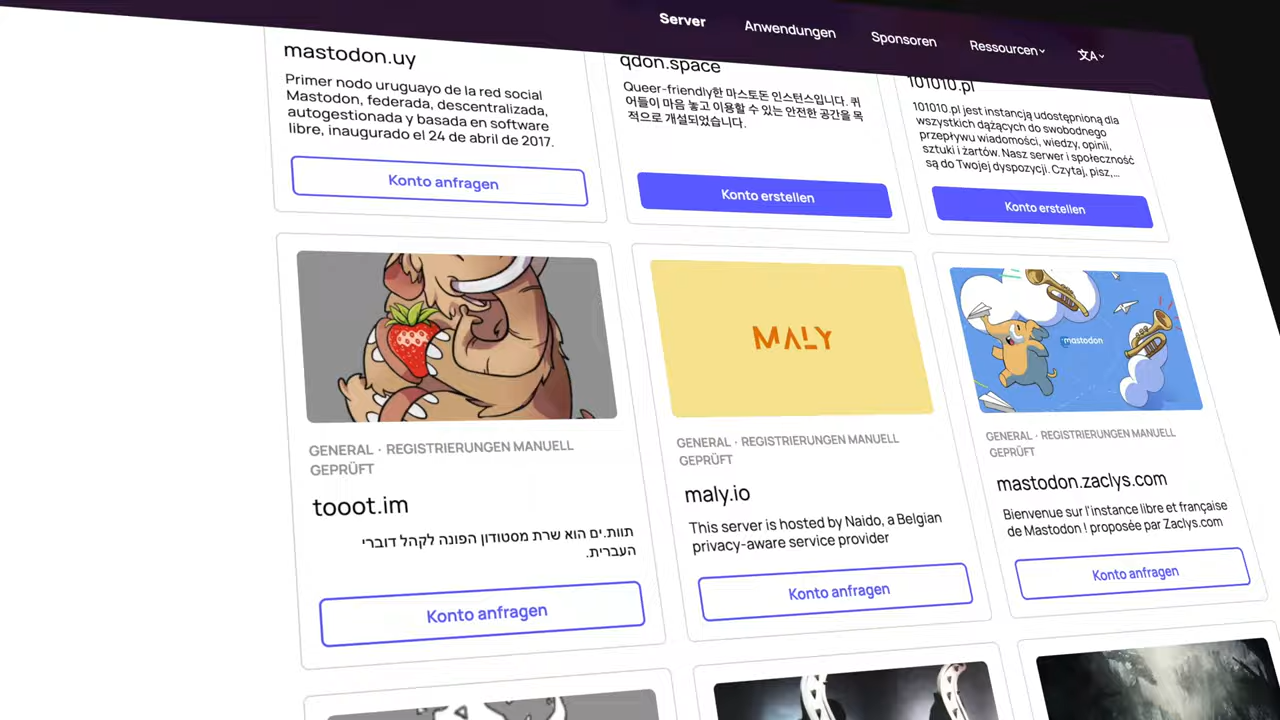 Server
Anwendungen
Sponsoren
Ressourcen
文A
mastodon.uy
Primer nodo uruguayo de la red social
Mastodon, federada, descentralizada,
autogestionada y basada en software
libre, inaugurado el 24 de abril de 2017.
Konto anfragen
qdon.space
Queer-friendly한 마스토돈 인스턴스입니다. 퀴
어들이 마음 놓고 이용할 수 있는 안전한 공간을 목
적으로 개설되었습니다.
Konto erstellen
101010.pl
101010.pl jest instancją udostępnioną dla
wszystkich dążących do swobodnego
przepływu wiadomości, wiedzy, opinii,
sztuki i żartów. Nasz serwer i społeczność
są do Twojej dyspozycji. Czytaj, pisz,...
Konto erstellen
GENERAL · REGISTRIERUNGEN MANUELL
GEPRÜFT
tooot.im
תוות.ים הוא שרת מסטודון הפונה לקהל דוברי
העברית.
Konto anfragen
MALY
GENERAL · REGISTRIERUNGEN MANUELL
GEPRÜFT
maly.io
This server is hosted by Naido, a Belgian
privacy-aware service provider
Konto anfragen
mastodon
GENERAL · REGISTRIERUNGEN MANUELL
GEPRÜFT
mastodon.zaclys.com
Bienvenue sur l'instance libre et française
de Mastodon ! proposée par Zaclys.com
Konto anfragen